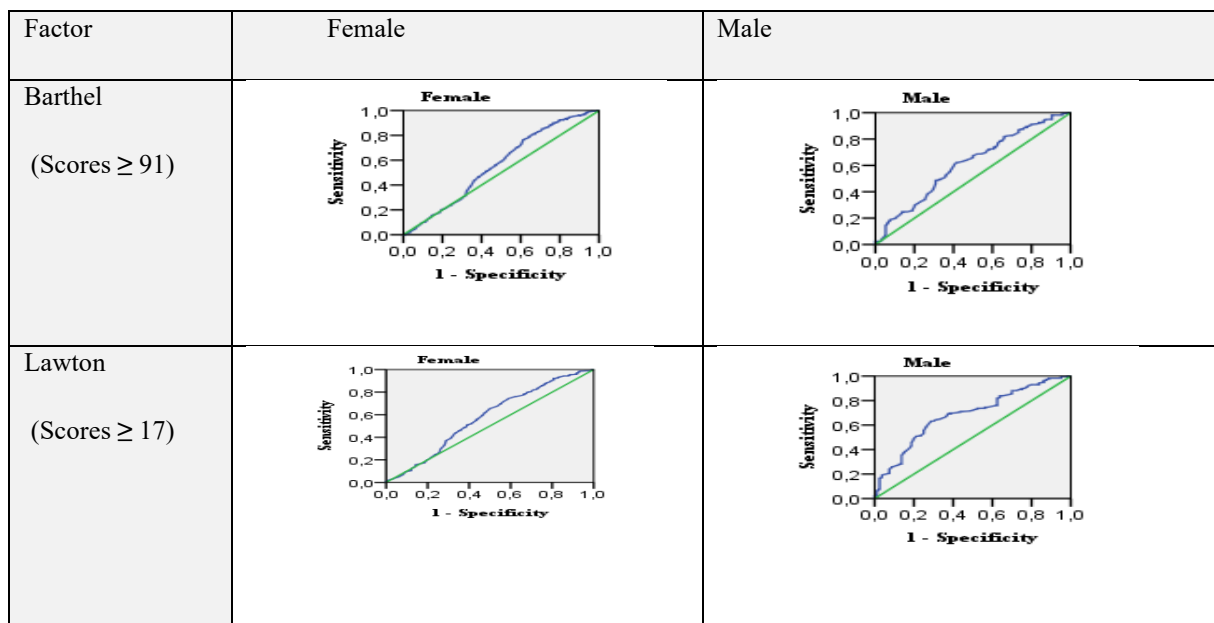 Factor Female Male
Barthel
(Scores ≥ 91)
Female
1,0
0,8
0,6
0,4
0,2
0,0
Sensitivity
0,0 0,2 0,4 0,6 0,8 1,0
1 - Specificity
Male
1,0
0,8
0,6
0,4
0,2
0,0
Sensitivity
0,0 0,2 0,4 0,6 0,8 1,0
1 - Specificity
Lawton
(Scores ≥ 17)
Female
1,0
0,8
0,6
0,4
0,2
0,0
Sensitivity
0,0 0,2 0,4 0,6 0,8 1,0
1 - Specificity
Male
1,0
0,8
0,6
0,4
0,2
0,0
Sensitivity
0,0 0,2 0,4 0,6 0,8 1,0
1 - Specificity